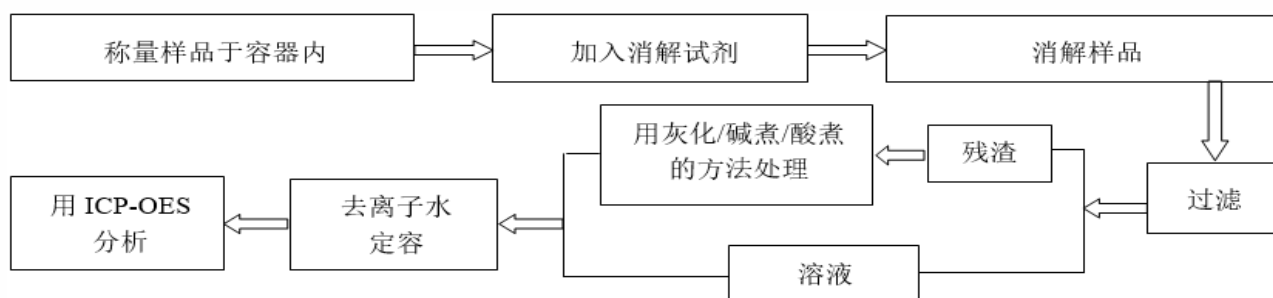 称量样品于容器内
加入消解试剂
消解样品
过滤
残渣
用灰化/碱煮/酸煮
的方法处理
溶液
去离子水
定容
用 ICP-OES
分析